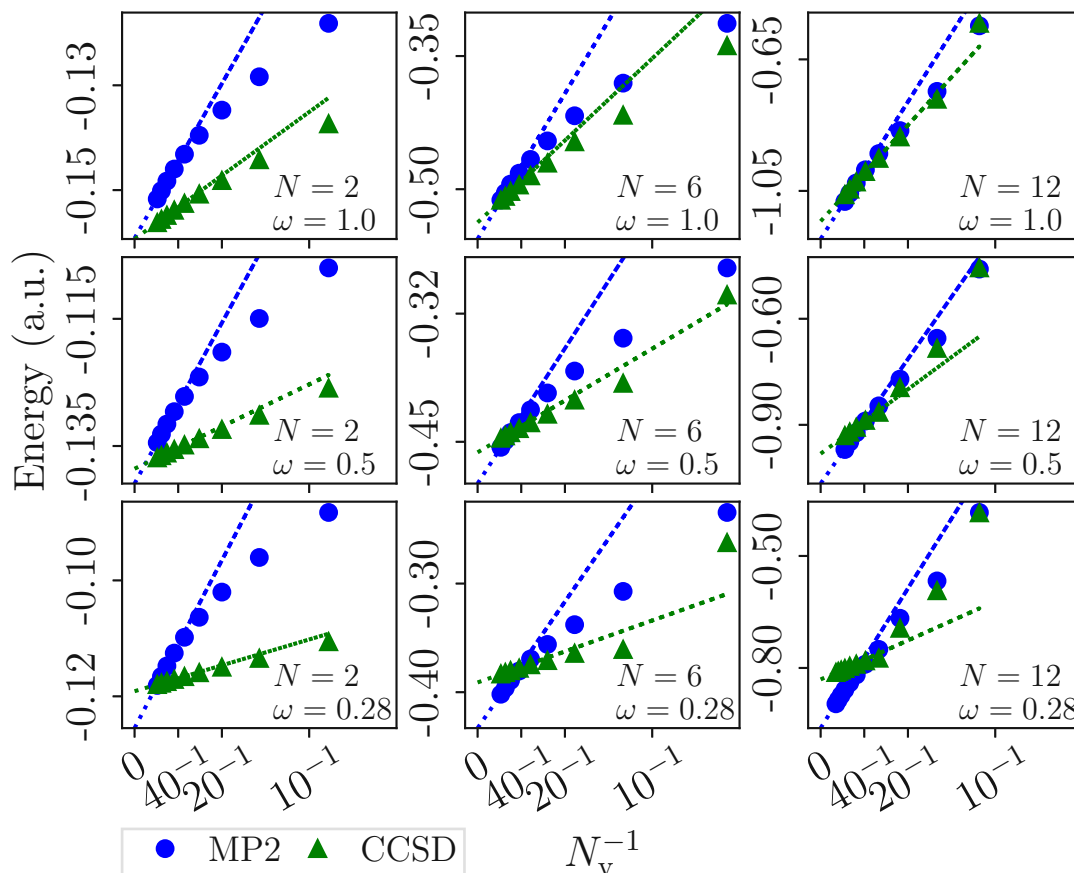 Energy (a.u.)
-0.13
-0.15
N = 2
ω = 1.0
-0.35
-0.50
N = 6
ω = 1.0
-0.65
-1.05
N = 12
ω = 1.0
-0.115
-0.135
N = 2
ω = 0.5
-0.32
-0.45
N = 6
ω = 0.5
-0.60
-0.90
N = 12
ω = 0.5
-0.10
-0.12
N = 2
ω = 0.28
-0.30
-0.40
N = 6
ω = 0.28
-0.50
-0.80
N = 12
ω = 0.28
0 40⁻¹ 20⁻¹ 10⁻¹
0 40⁻¹ 20⁻¹ 10⁻¹
0 40⁻¹ 20⁻¹ 10⁻¹
MP2 CCSD
N_v^{-1}